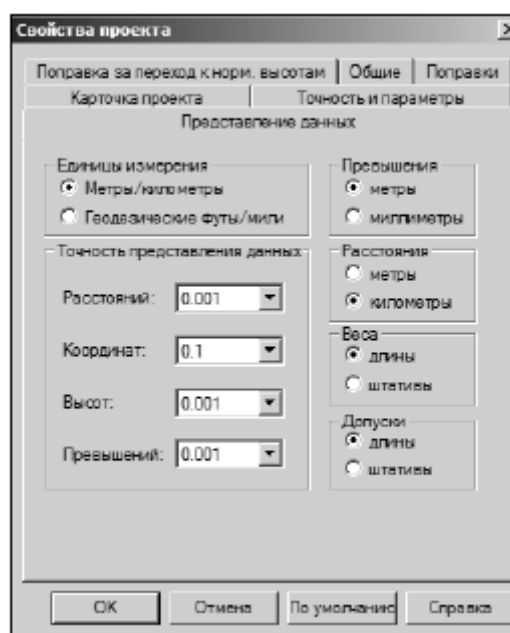 Свойства проекта
Поправка за переход к норм. высотам
Общие
Поправки
Карточка проекта
Точность и параметры
Представление данных
Единицы измерения
Метры/километры
Геодезические футы/мили
Превышения
метры
миллиметры
Точность представления данных
Расстояний: 0.001
Координат: 0.1
Высот: 0.001
Превышений: 0.001
Расстояния
метры
километры
Веса
длины
штативы
Допуски
длины
штативы
ОК
Отмена
По умолчанию
Справка